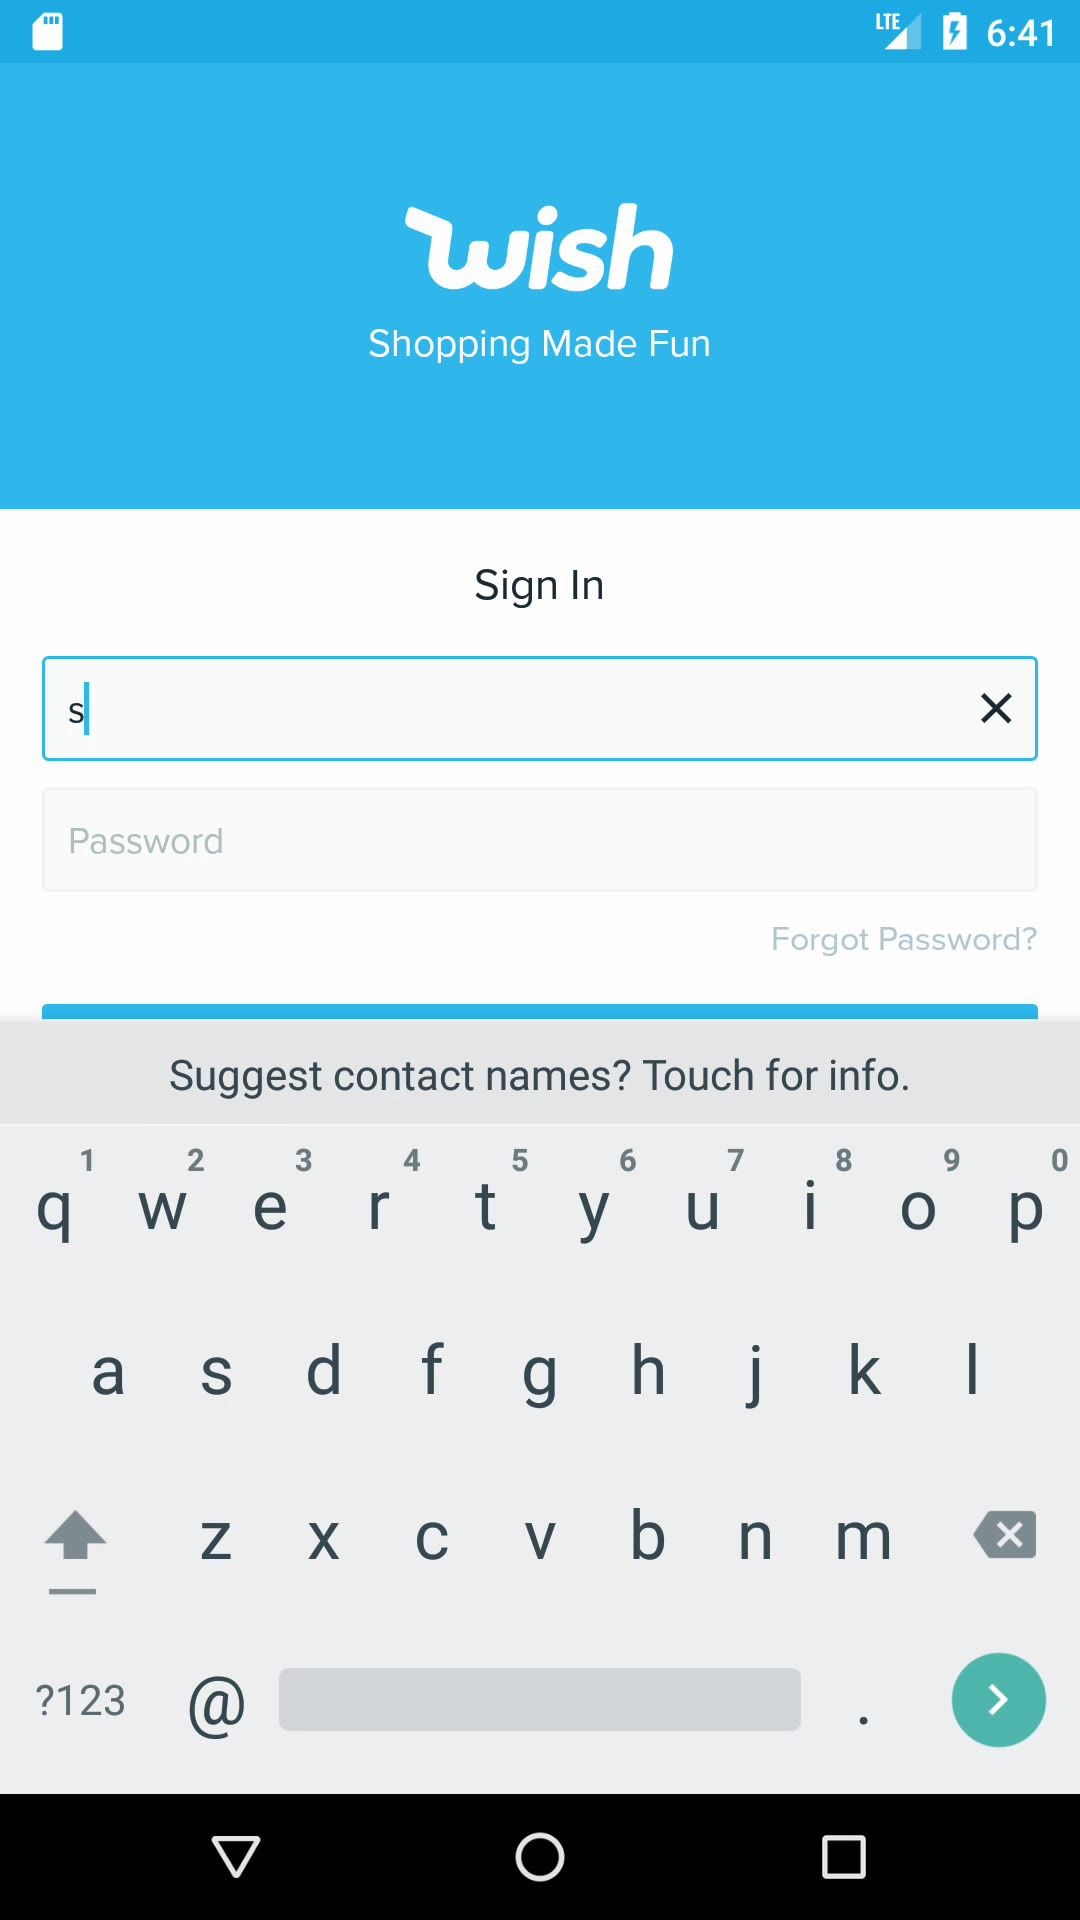 LTE 6:41
wish
Shopping Made Fun
Sign In
s
Password
Forgot Password?
Suggest contact names? Touch for info.
1 2 3 4 5 6 7 8 9 0
q w e r t y u i o p
a s d f g h j k l
z x c v b n m
?123 @ .